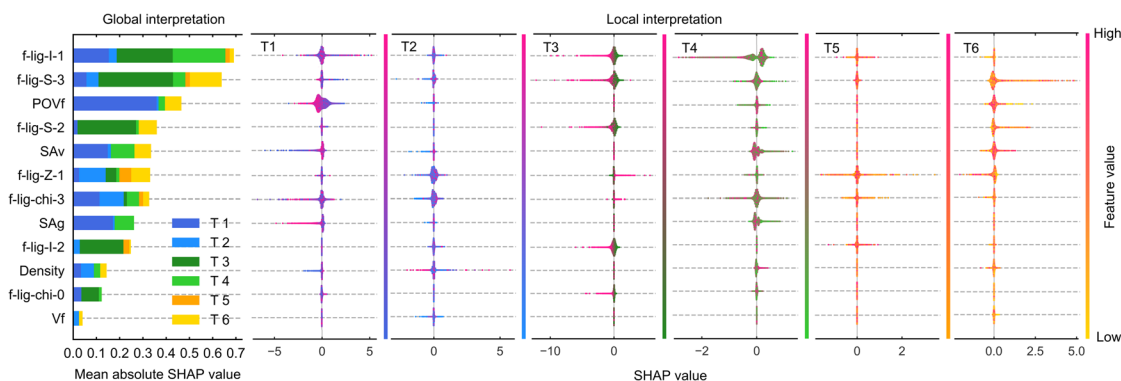 Global interpretation
Local interpretation
f-lig-I-1
f-lig-S-3
POVf
f-lig-S-2
SAv
f-lig-Z-1
f-lig-chi-3
SAg
f-lig-I-2
Density
f-lig-chi-0
Vf
T 1
T 2
T 3
T 4
T 5
T 6
0.0 0.1 0.2 0.3 0.4 0.5 0.6 0.7
Mean absolute SHAP value
T1
T2
T3
T4
T5
T6
−5 0 5
0 5
−10 0
−2 0
0 2
0.0 2.5 5.0
SHAP value
High
Feature value
Low